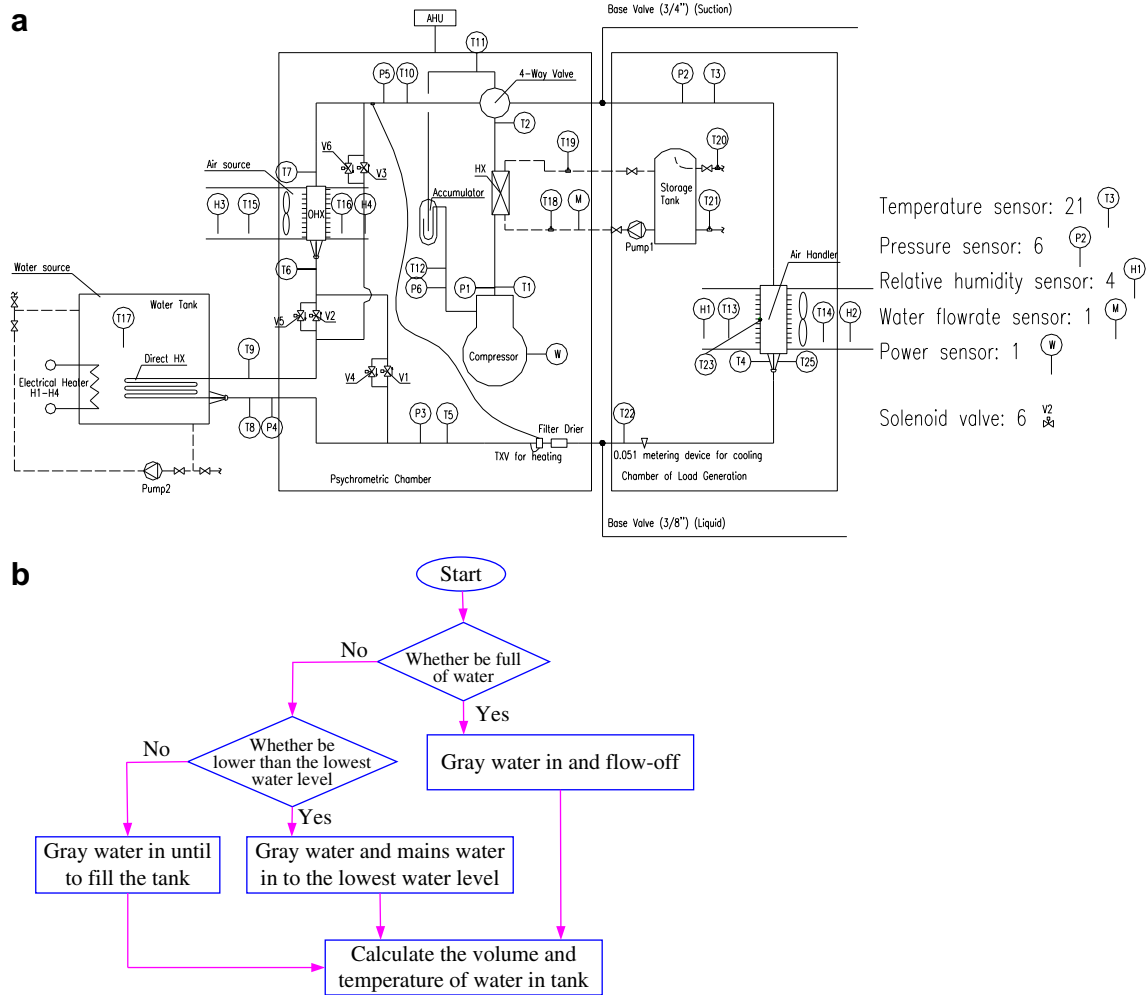 a
AHU
Base Valve (3/4") (Suction)
T11
P5
T10
4-Way Valve
P2
T3
T2
V6
V3
T19
T20
Air source
T7
HX
Storage
Tank
Accumulator
H3
T15
OHX
T16
H4
T18
M
T21
Pump1
Temperature sensor: 21
T3
Pressure sensor: 6
P2
Relative humidity sensor: 4
H1
Water flowrate sensor: 1
M
Power sensor: 1
W
Solenoid valve: 6
V2
Water source
T6
T12
P6
P1
T1
Air Handler
Water Tank
T17
V5
V2
H1
T13
T14
H2
T23
T4
T25
Direct HX
T9
Compressor
W
Electrical Heater
H1-H4
V4
V1
T8
P4
P3
T5
Filter Drier
T22
TXV for heating
0.051 metering device for cooling
Pump2
Psychrometric Chamber
Chamber of Load Generation
Base Valve (3/8") (Liquid)
b
Start
No
Whether be full
of water
Yes
No
Whether be
lower than the lowest
water level
Gray water in and flow-off
Yes
Gray water in until
to fill the tank
Gray water and mains water
in to the lowest water level
Calculate the volume and
temperature of water in tank